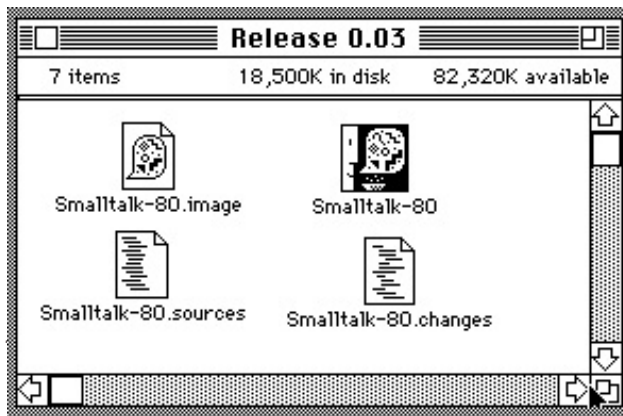 Release 0.03
7 items 18,500K in disk 82,320K available
Smalltalk-80.image Smalltalk-80
Smalltalk-80.sources Smalltalk-80.changes